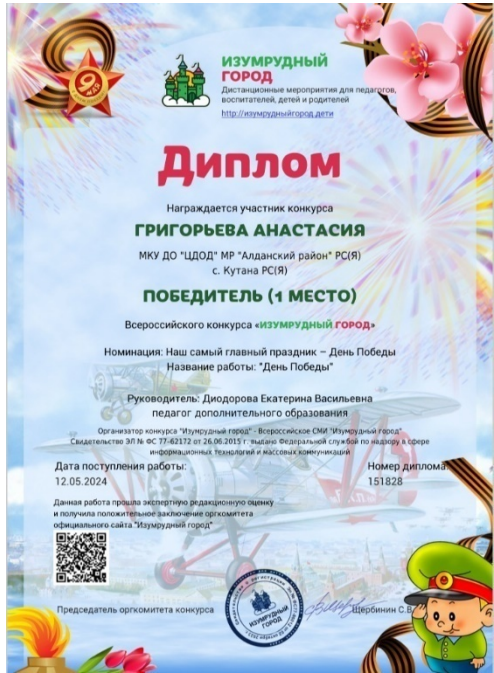 9
МАЯ
ИЗУМРУДНЫЙ
ГОРОД
Дистанционные мероприятия для педагогов,
воспитателей, детей и родителей
http://изумрудныйгород.дети
Диплом
Награждается участник конкурса
ГРИГОРЬЕВА АНАСТАСИЯ
МКУ ДО "ЦДОД" МР "Алданский район" РС(Я)
с. Кутана РС(Я)
ПОБЕДИТЕЛЬ (1 МЕСТО)
Всероссийского конкурса «ИЗУМРУДНЫЙ ГОРОД»
Номинация: Наш самый главный праздник – День Победы
Название работы: "День Победы"
Руководитель: Диодорова Екатерина Васильевна
педагог дополнительного образования
Организатор конкурса "Изумрудный город" - Всероссийское СМИ "Изумрудный город"
Свидетельство ЭЛ № ФС 77-62172 от 26.06.2015 г. выдано Федеральной службой по надзору в сфере
информационных технологий и массовых коммуникаций
Дата поступления работы:
12.05.2024
Номер диплома:
151828
Данная работа прошла экспертную редакционную оценку
и получила положительное заключение оргкомитета
официального сайта "Изумрудный город"
Председатель оргкомитета конкурса
ИЗУМРУДНЫЙ
ГОРОД
Щербинин С.В.